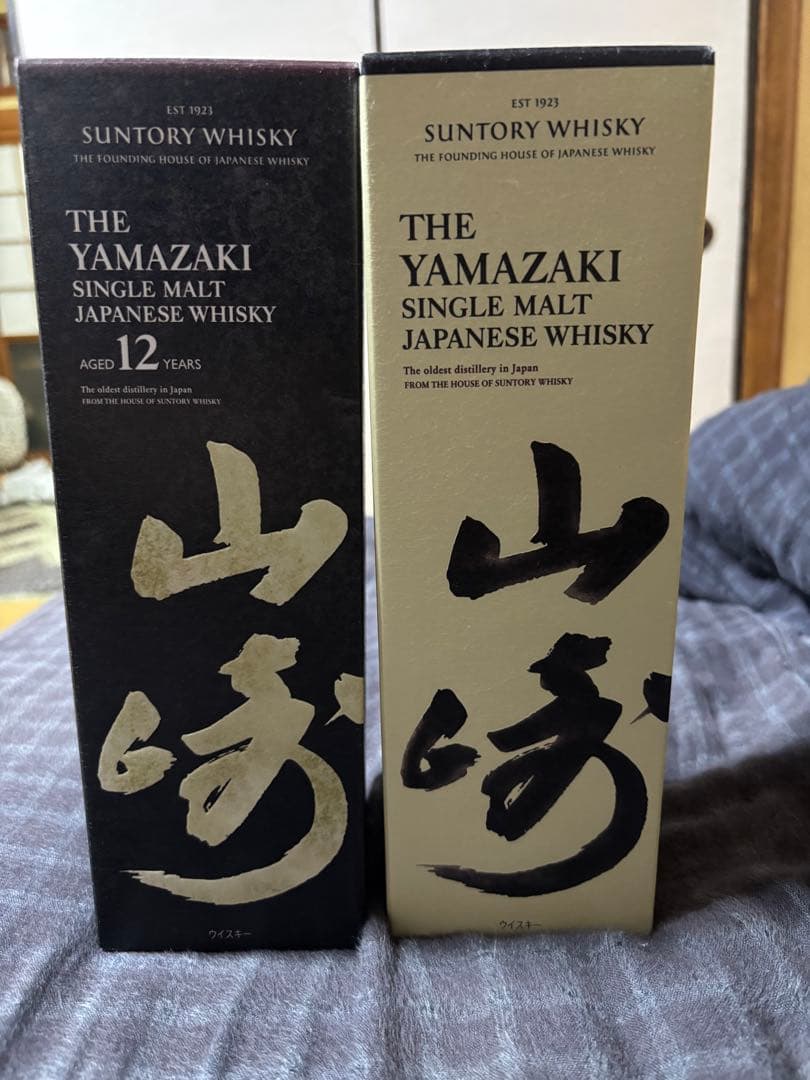 EST 1923
SUNTORY WHISKY
THE FOUNDING HOUSE OF JAPANESE WHISKY
THE
YAMAZAKI
SINGLE MALT
JAPANESE WHISKY
AGED 12 YEARS
The oldest distillery in Japan
FROM THE HOUSE OF SUNTORY WHISKY
山
崎
ウイスキー
EST 1923
SUNTORY WHISKY
THE FOUNDING HOUSE OF JAPANESE WHISKY
THE
YAMAZAKI
SINGLE MALT
JAPANESE WHISKY
The oldest distillery in Japan
FROM THE HOUSE OF SUNTORY WHISKY
山
崎
ウイスキー